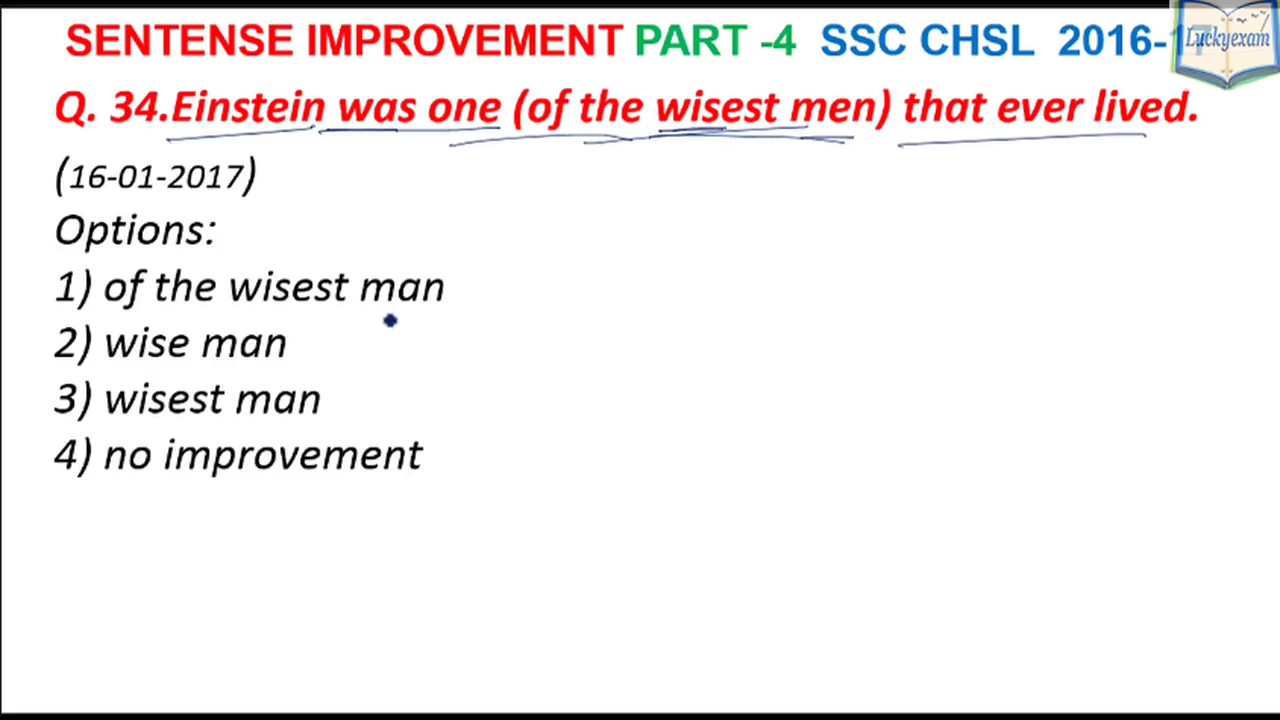 SENTENSE IMPROVEMENT PART -4 SSC CHSL 2016-17
Luckyexam
Q. 34.Einstein was one (of the wisest men) that ever lived.
(16-01-2017)
Options:
1) of the wisest man
2) wise man
3) wisest man
4) no improvement